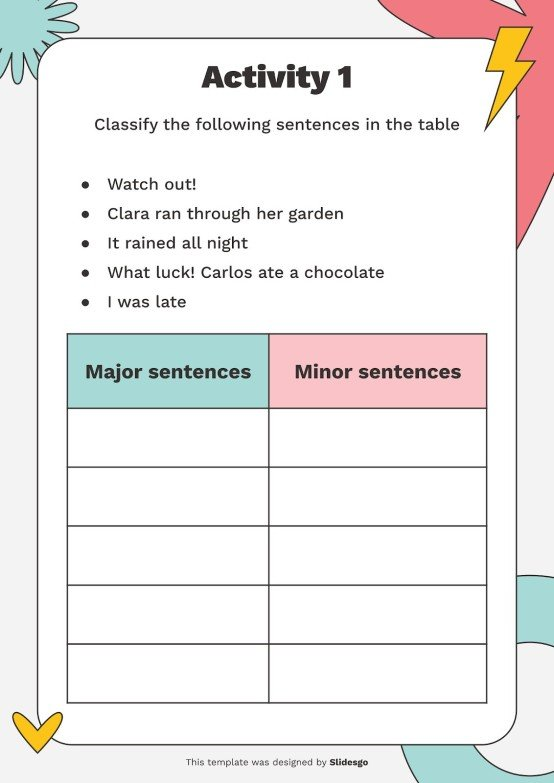 Activity 1
Classify the following sentences in the table
● Watch out!
● Clara ran through her garden
● It rained all night
● What luck! Carlos ate a chocolate
● I was late
Major sentences
Minor sentences
This template was designed by Slidesgo